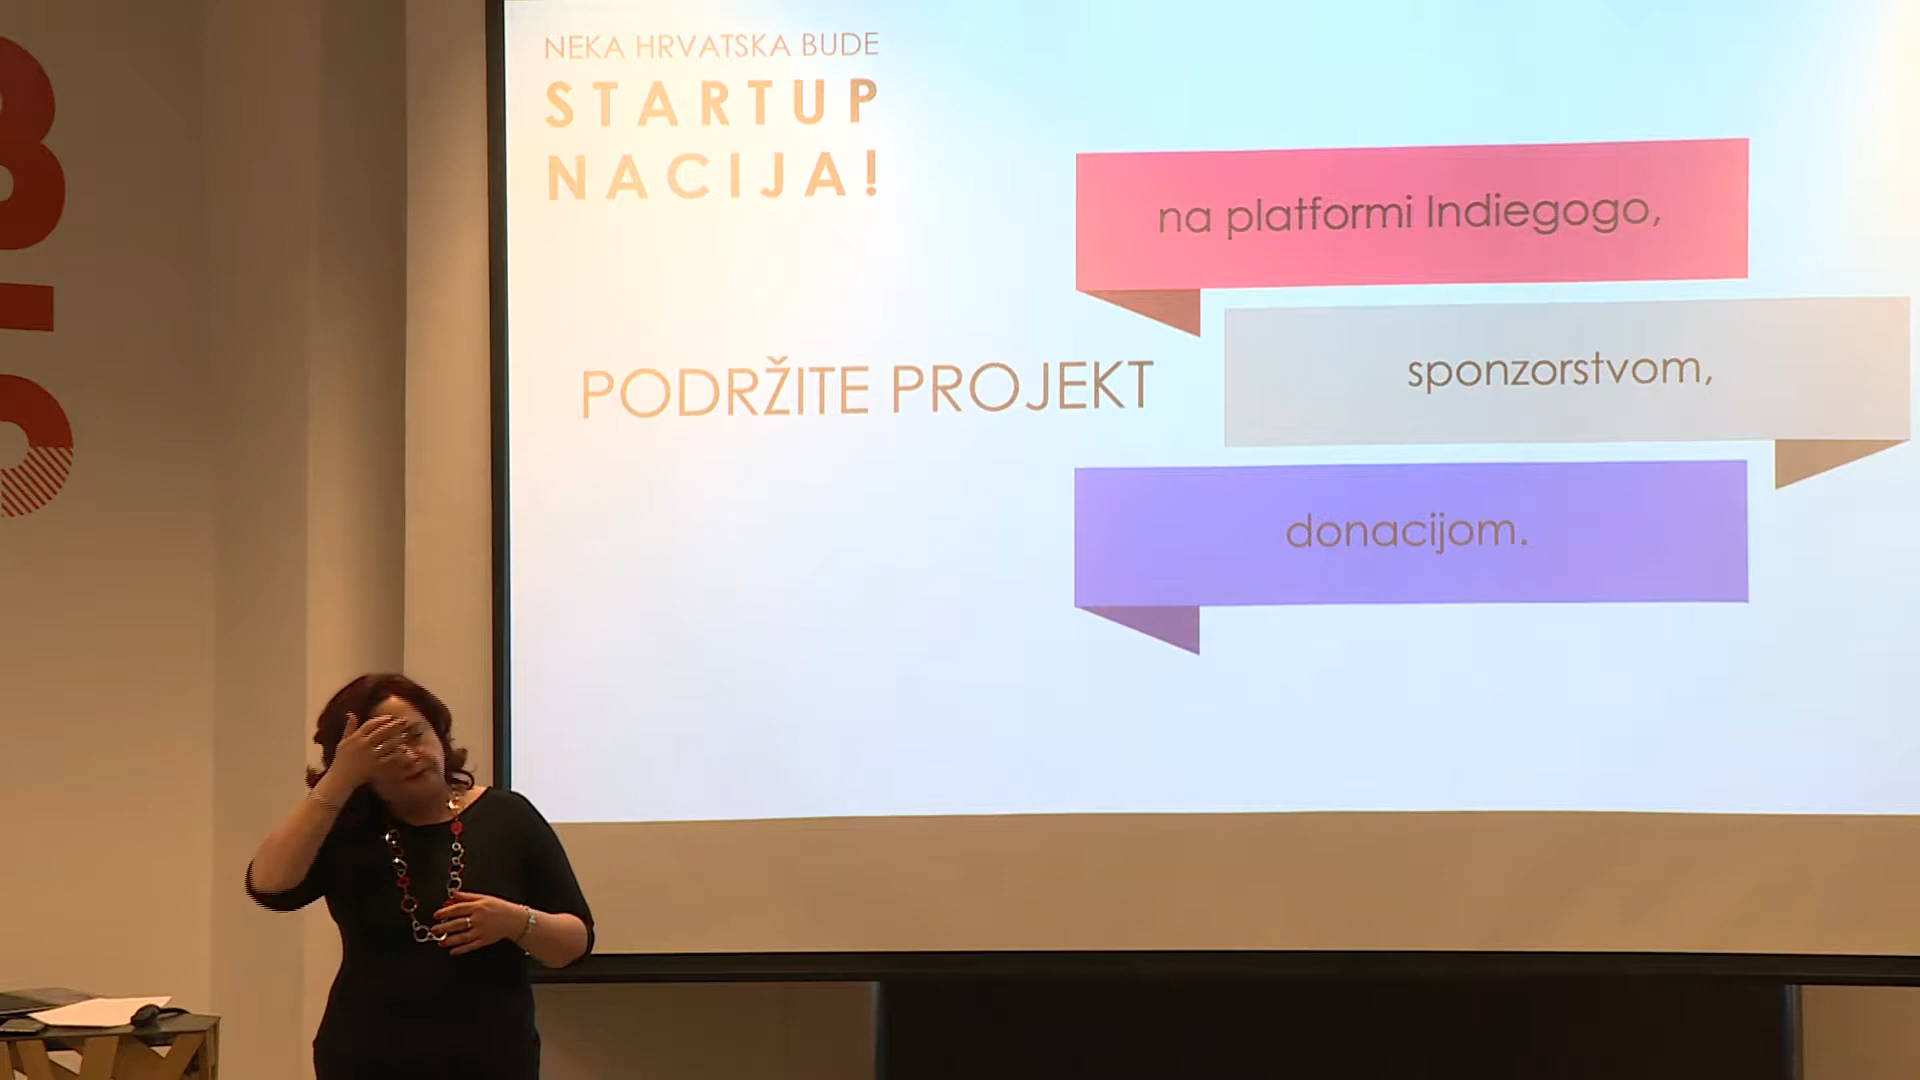 NEKA HRVATSKA BUDE
STARTUP
NACIJA!
PODRŽITE PROJEKT
na platformi Indiegogo,
sponzorstvom,
donacijom.